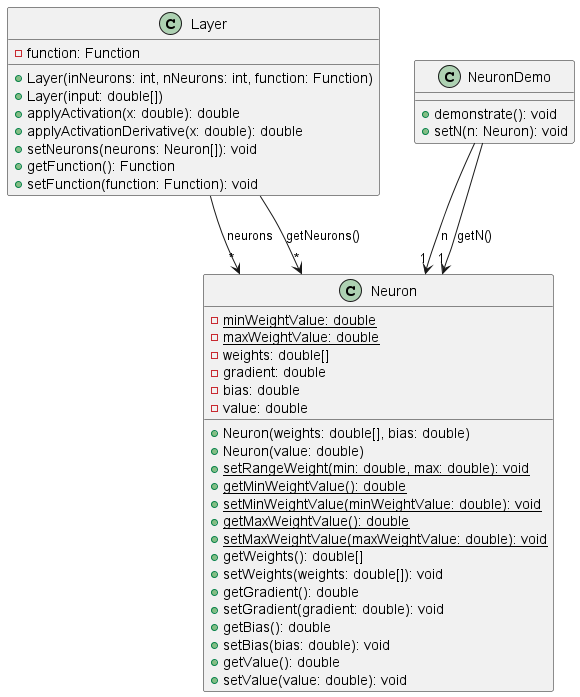 C Layer
function: Function
Layer(inNeurons: int, nNeurons: int, function: Function)
Layer(input: double[])
applyActivation(x: double): double
applyActivationDerivative(x: double): double
setNeurons(neurons: Neuron[]): void
getFunction(): Function
setFunction(function: Function): void
C NeuronDemo
demonstrate(): void
setN(n: Neuron): void
neurons
getNeurons()
n
getN()
*
*
1
1
C Neuron
minWeightValue: double
maxWeightValue: double
weights: double[]
gradient: double
bias: double
value: double
Neuron(weights: double[], bias: double)
Neuron(value: double)
setRangeWeight(min: double, max: double): void
getMinWeightValue(): double
setMinWeightValue(minWeightValue: double): void
getMaxWeightValue(): double
setMaxWeightValue(maxWeightValue: double): void
getWeights(): double[]
setWeights(weights: double[]): void
getGradient(): double
setGradient(gradient: double): void
getBias(): double
setBias(bias: double): void
getValue(): double
setValue(value: double): void